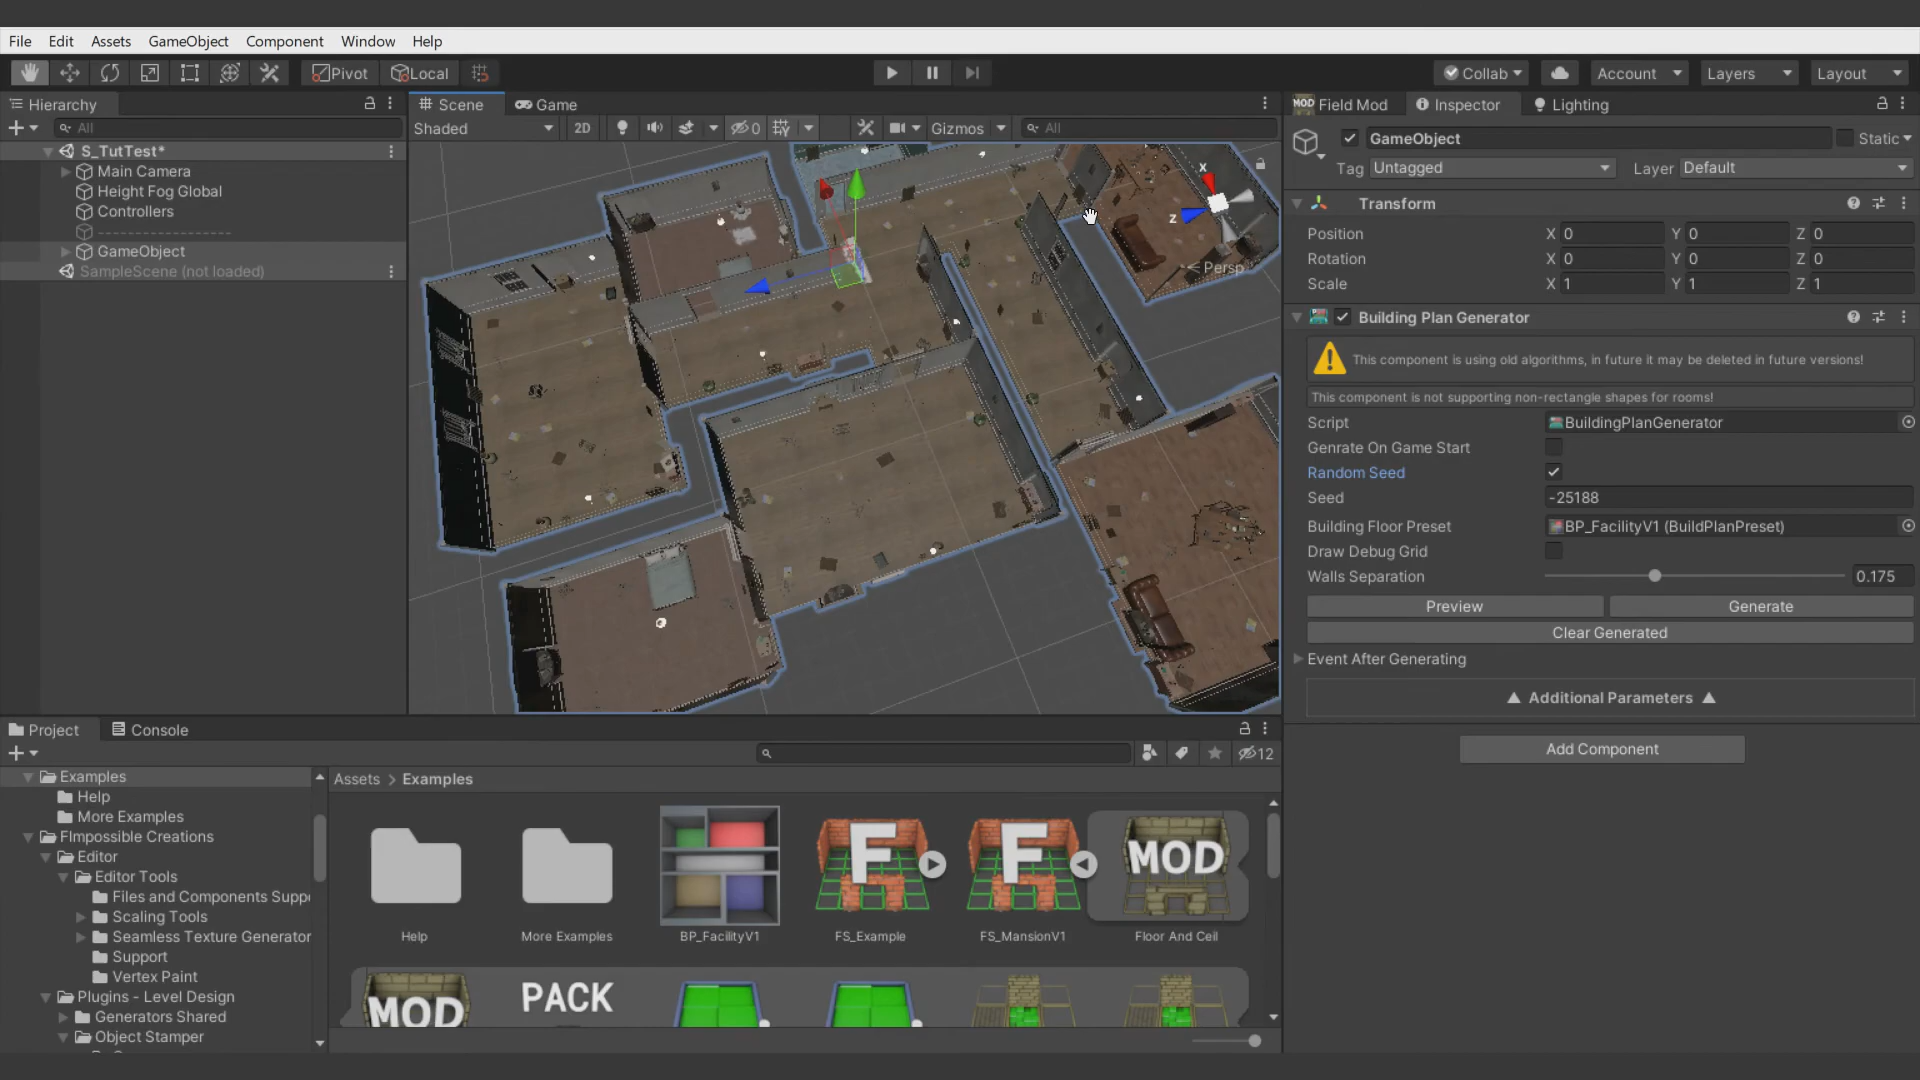 File Edit Assets GameObject Component Window Help
Pivot Local Collab Account Layers Layout
Hierarchy
All
S_TutTest*
Main Camera
Height Fog Global
Controllers
------------------
GameObject
SampleScene (not loaded)
Scene Game
Shaded 2D 0 Gizmos All
x
z
Persp
MOD Field Mod Inspector Lighting
GameObject Static
Tag Untagged Layer Default
Transform
Position X 0 Y 0 Z 0
Rotation X 0 Y 0 Z 0
Scale X 1 Y 1 Z 1
Building Plan Generator
This component is using old algorithms, in future it may be deleted in future versions!
This component is not supporting non-rectangle shapes for rooms!
Script BuildingPlanGenerator
Genrate On Game Start
Random Seed
Seed -25188
Building Floor Preset BP_FacilityV1 (BuildPlanPreset)
Draw Debug Grid
Walls Separation 0.175
Preview Generate
Clear Generated
Event After Generating
▲ Additional Parameters ▲
Add Component
Project Console
12
Examples
Help
More Examples
FImpossible Creations
Editor
Editor Tools
Files and Components Supp
Scaling Tools
Seamless Texture Generator
Support
Vertex Paint
Plugins - Level Design
Generators Shared
Object Stamper
Assets > Examples
F F MOD
Help More Examples BP_FacilityV1 FS_Example FS_MansionV1 Floor And Ceil
MOD PACK